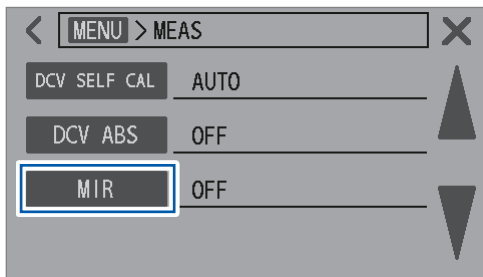 MENU > MEAS
DCV SELF CAL AUTO
DCV ABS OFF
MIR OFF